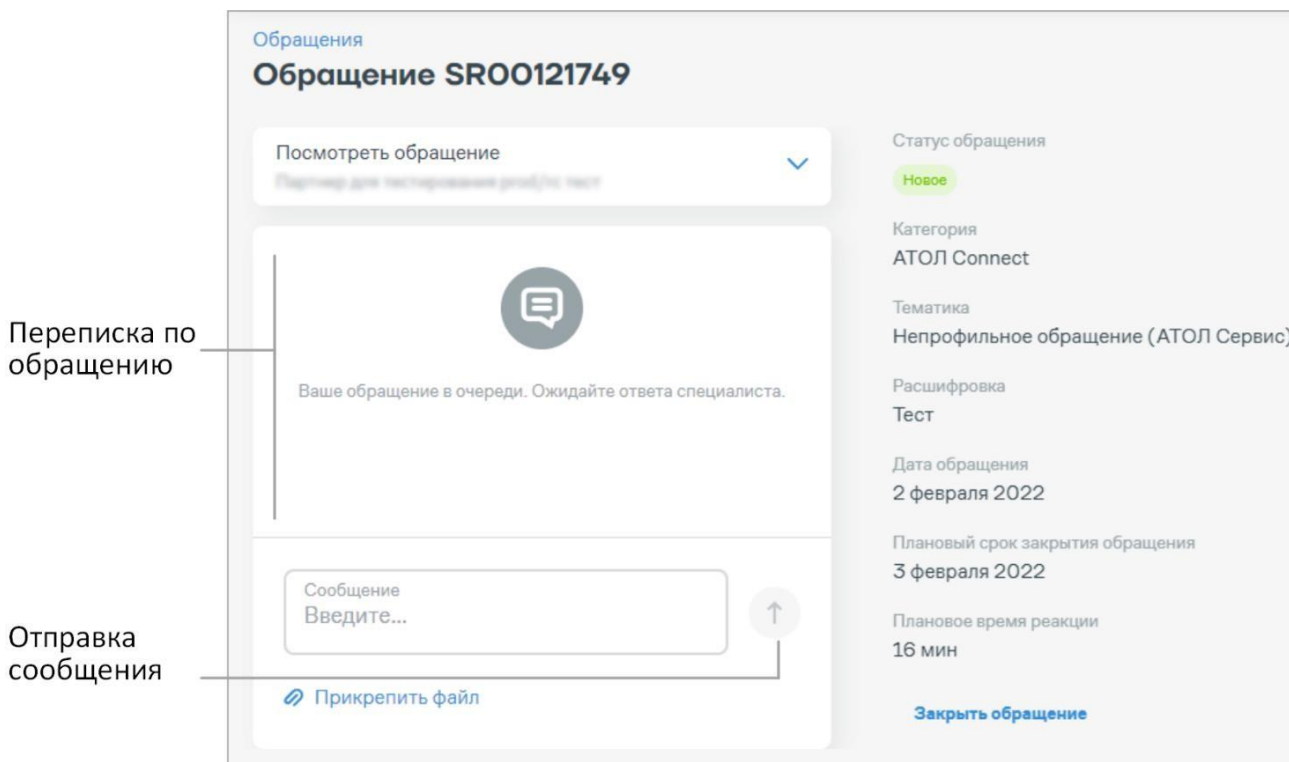 Обращения
Обращение SR00121749
Посмотреть обращение
Статус обращения
Новое
Категория
АТОЛ Connect
Тематика
Непрофильное обращение (АТОЛ Сервис)
Расшифровка
Тест
Дата обращения
2 февраля 2022
Плановый срок закрытия обращения
3 февраля 2022
Плановое время реакции
16 мин
Закрыть обращение
Переписка по
обращению
Ваше обращение в очереди. Ожидайте ответа специалиста.
Сообщение
Введите...
Отправка
сообщения
Прикрепить файл